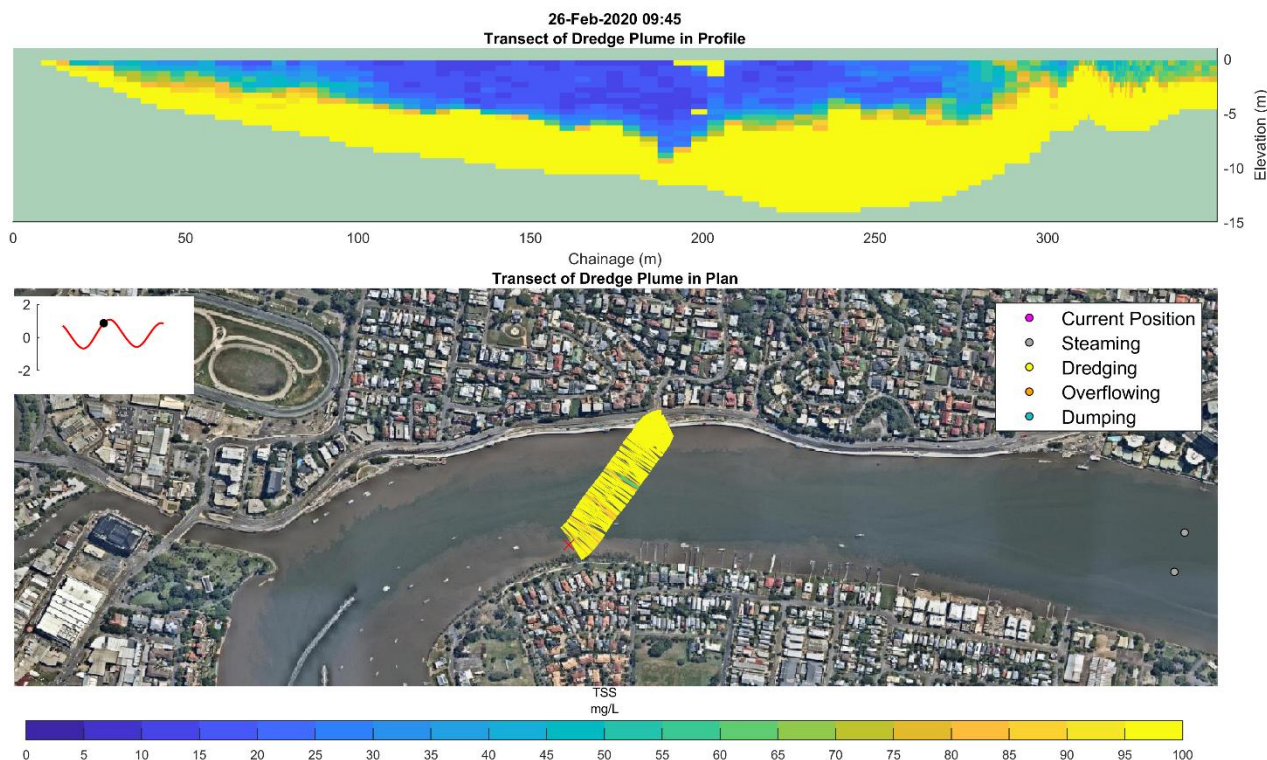 26-Feb-2020 09:45
Transect of Dredge Plume in Profile
0
-5
-10
-15
Elevation (m)
0 50 100 150 200 250 300
Chainage (m)
Transect of Dredge Plume in Plan
2
0
-2
Current Position
Steaming
Dredging
Overflowing
Dumping
TSS
mg/L
0 5 10 15 20 25 30 35 40 45 50 55 60 65 70 75 80 85 90 95 100